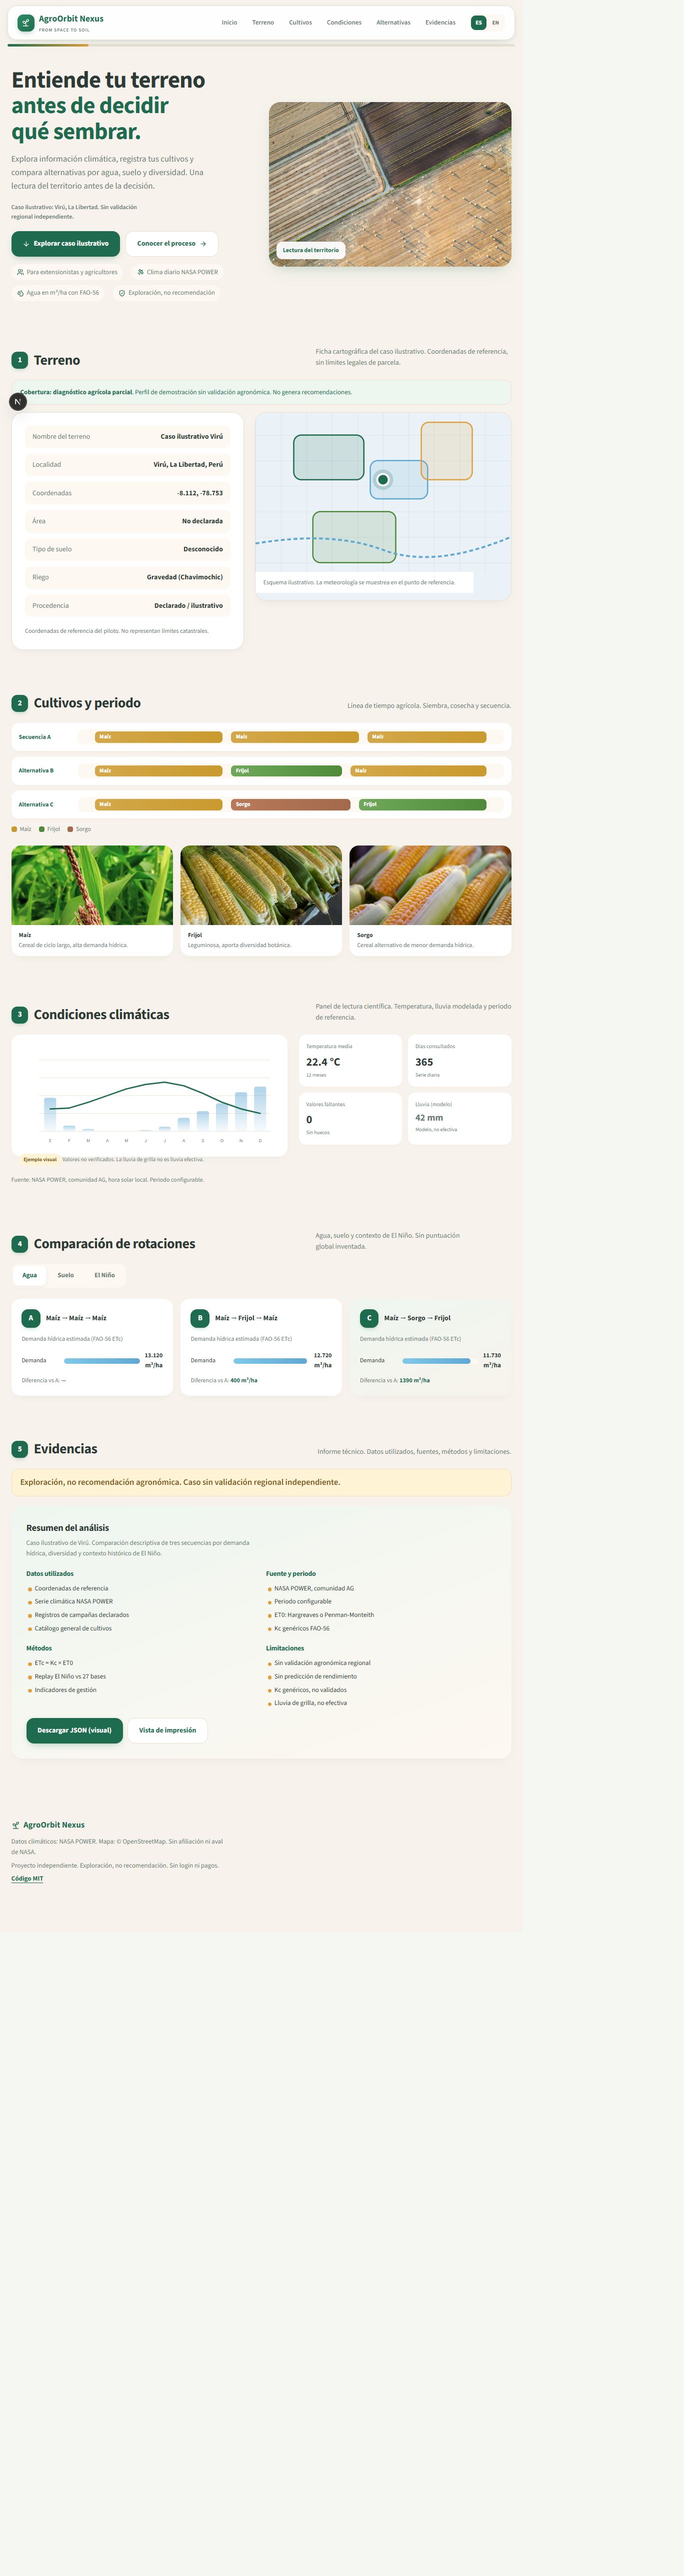 AgroOrbit Nexus
FROM SPACE TO SOIL
Inicio
Terreno
Cultivos
Condiciones
Alternativas
Evidencias
ES
EN
Entiende tu terreno
antes de decidir
qué sembrar.
Explora información climática, registra tus cultivos y
compara alternativas por agua, suelo y diversidad. Una
lectura del territorio antes de la decisión.
Caso ilustrativo: Virú, La Libertad. Sin validación
regional independiente.
Explorar caso ilustrativo
Conocer el proceso
Para extensionistas y agricultores
Clima diario NASA POWER
Agua en m³/ha con FAO-56
Exploración, no recomendación
Lectura del territorio
1
Terreno
Ficha cartográfica del caso ilustrativo. Coordenadas de referencia,
sin límites legales de parcela.
Cobertura: diagnóstico agrícola parcial. Perfil de demostración sin validación agronómica. No genera recomendaciones.
N
Nombre del terreno
Caso ilustrativo Virú
Localidad
Virú, La Libertad, Perú
Coordenadas
-8.112, -78.753
Área
No declarada
Tipo de suelo
Desconocido
Riego
Gravedad (Chavimochic)
Procedencia
Declarado / ilustrativo
Coordenadas de referencia del piloto. No representan límites catastrales.
Esquema ilustrativo: La meteorología se muestrea en el punto de referencia.
2
Cultivos y periodo
Línea de tiempo agrícola. Siembra, cosecha y secuencia.
Secuencia A
Maíz
Maíz
Maíz
Alternativa B
Maíz
Frijol
Maíz
Alternativa C
Maíz
Sorgo
Frijol
Maíz
Frijol
Sorgo
Maíz
Cereal de ciclo largo, alta demanda hídrica.
Frijol
Leguminosa, aporta diversidad botánica.
Sorgo
Cereal alternativo de menor demanda hídrica.
3
Condiciones climáticas
Panel de lectura científica. Temperatura, lluvia modelada y periodo
de referencia.
E
F
M
A
M
J
J
A
S
O
N
D
Ejemplo visual
Valores no verificados. La lluvia de grilla no es lluvia efectiva.
Fuente: NASA POWER, comunidad AG, hora solar local. Periodo configurable.
Temperatura media
22.4 °C
12 meses
Días consultados
365
Serie diaria
Valores faltantes
0
Sin huecos
Lluvia (modelo)
42 mm
Modelo, no efectiva
4
Comparación de rotaciones
Agua, suelo y contexto de El Niño. Sin puntuación
global inventada.
Agua
Suelo
El Niño
A
Maíz → Maíz → Maíz
Demanda hídrica estimada (FAO-56 ETc)
Demanda
13.120
m³/ha
Diferencia vs A: —
B
Maíz → Frijol → Maíz
Demanda hídrica estimada (FAO-56 ETc)
Demanda
12.720
m³/ha
Diferencia vs A: 400 m³/ha
C
Maíz → Sorgo → Frijol
Demanda hídrica estimada (FAO-56 ETc)
Demanda
11.730
m³/ha
Diferencia vs A: 1390 m³/ha
5
Evidencias
Informe técnico. Datos utilizados, fuentes, métodos y limitaciones.
Exploración, no recomendación agronómica. Caso sin validación regional independiente.
Resumen del análisis
Caso ilustrativo de Virú. Comparación descriptiva de tres secuencias por demanda
hídrica, diversidad y contexto histórico de El Niño.
Datos utilizados
Coordenadas de referencia
Serie climática NASA POWER
Registros de campañas declarados
Catálogo general de cultivos
Fuente y periodo
NASA POWER, comunidad AG
Periodo configurable
ET0: Hargreaves o Penman-Monteith
Kc genéricos FAO-56
Métodos
ETc = Kc × ET0
Replay El Niño vs 27 bases
Indicadores de gestión
Limitaciones
Sin validación agronómica regional
Sin predicción de rendimiento
Kc genéricos, no validados
Lluvia de grilla, no efectiva
Descargar JSON (visual)
Vista de impresión
AgroOrbit Nexus
Datos climáticos: NASA POWER. Mapa: © OpenStreetMap. Sin afiliación ni aval
de NASA.
Proyecto independiente. Exploración, no recomendación. Sin login ni pagos.
Código MIT